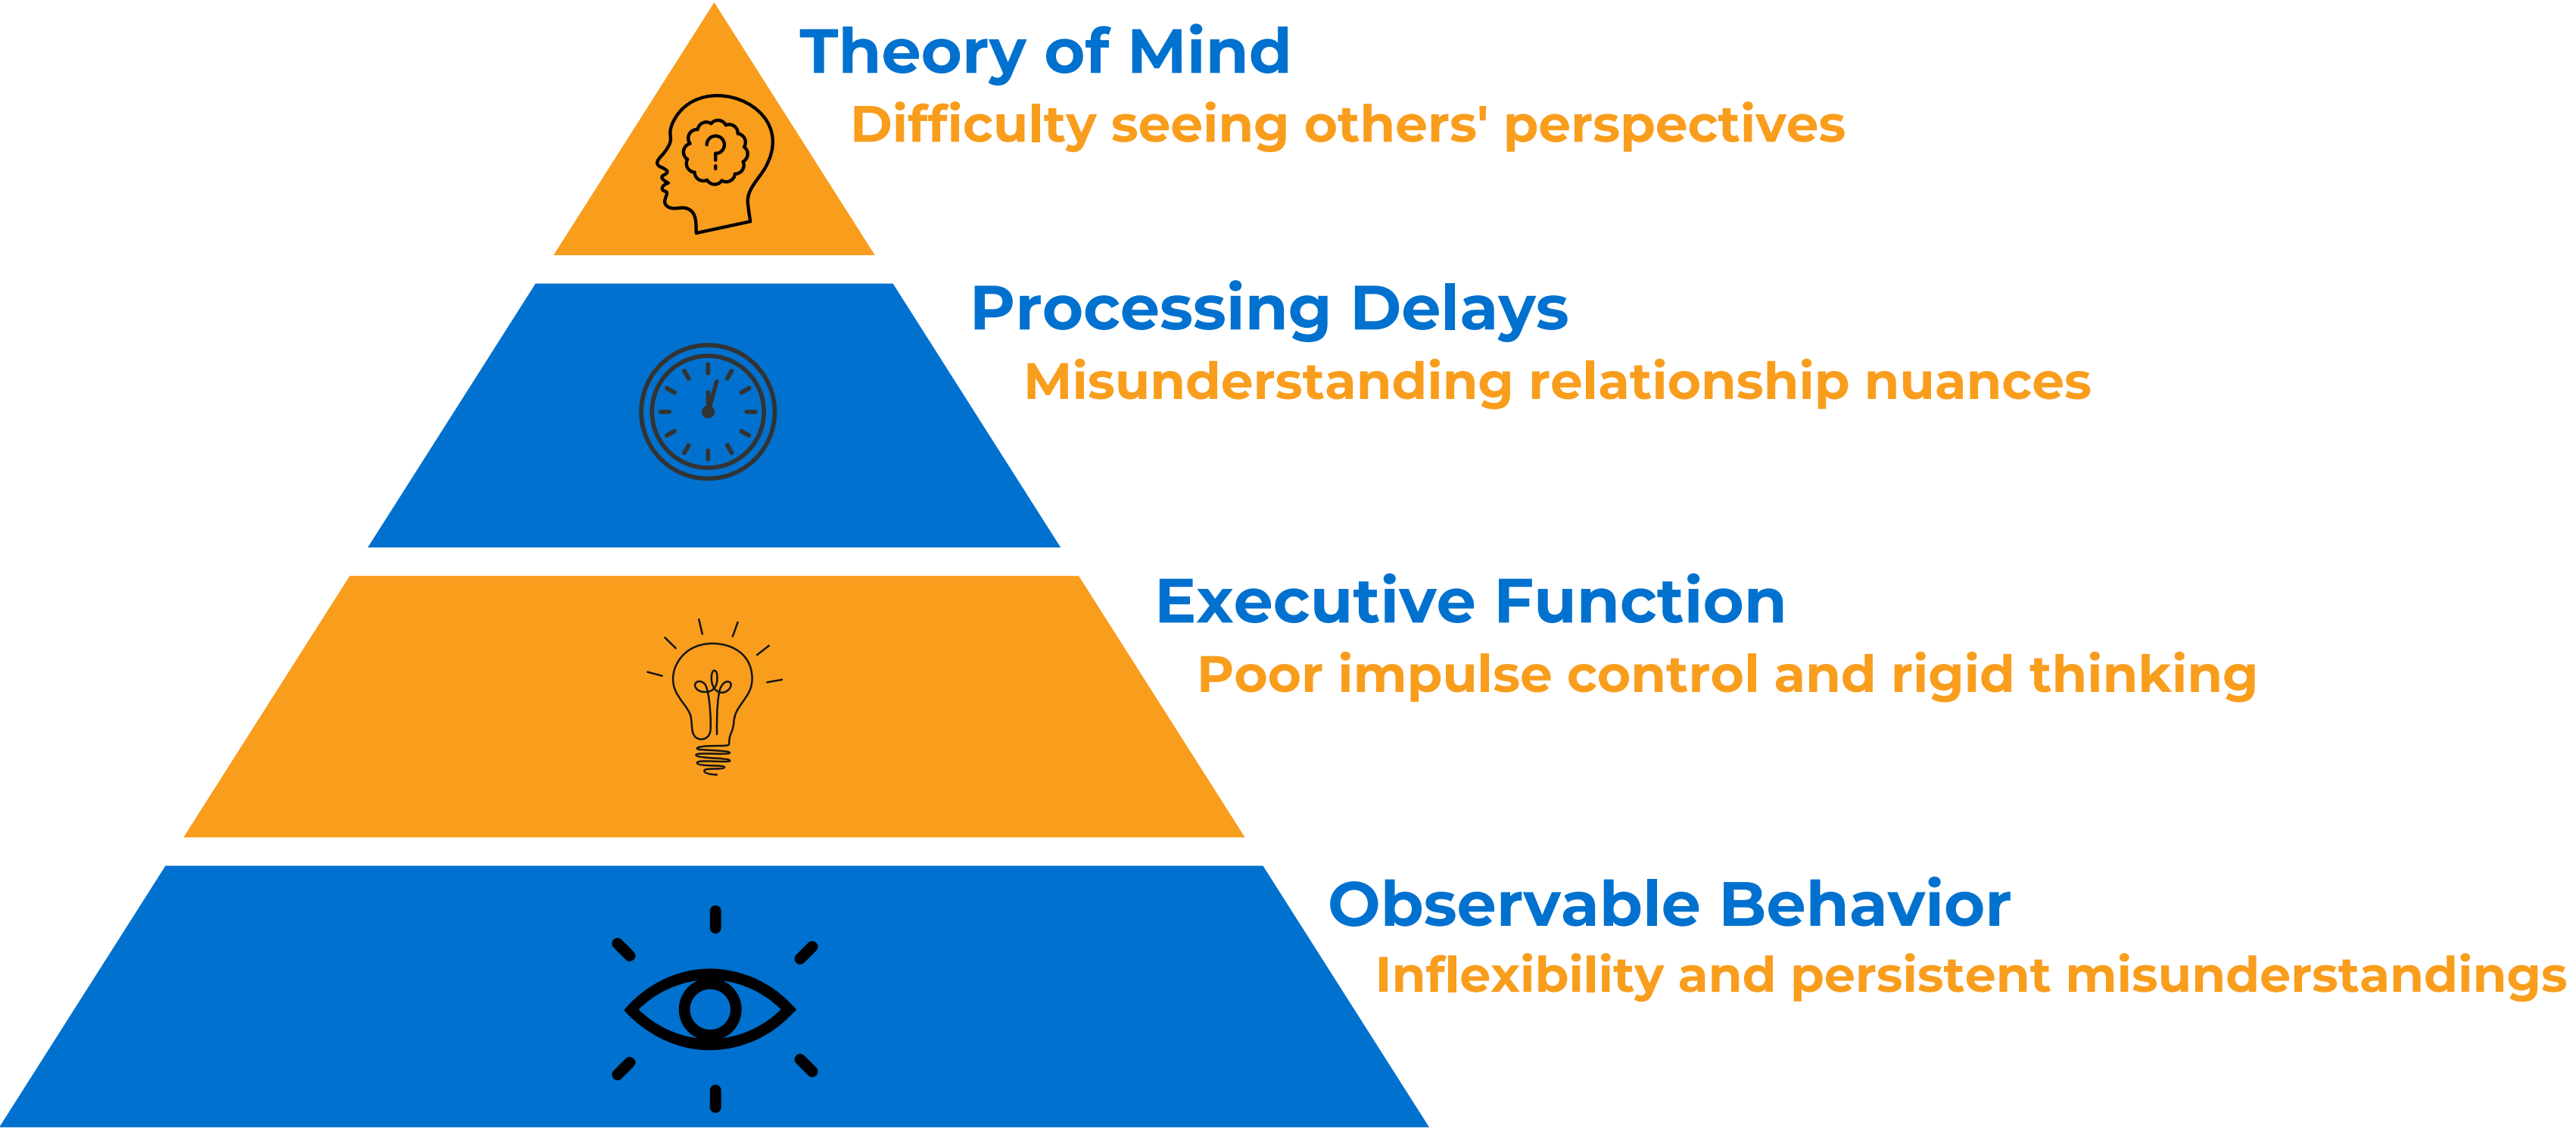 Theory of Mind
Difficulty seeing others' perspectives
Processing Delays
Misunderstanding relationship nuances
Executive Function
Poor impulse control and rigid thinking
Observable Behavior
Inflexibility and persistent misunderstandings